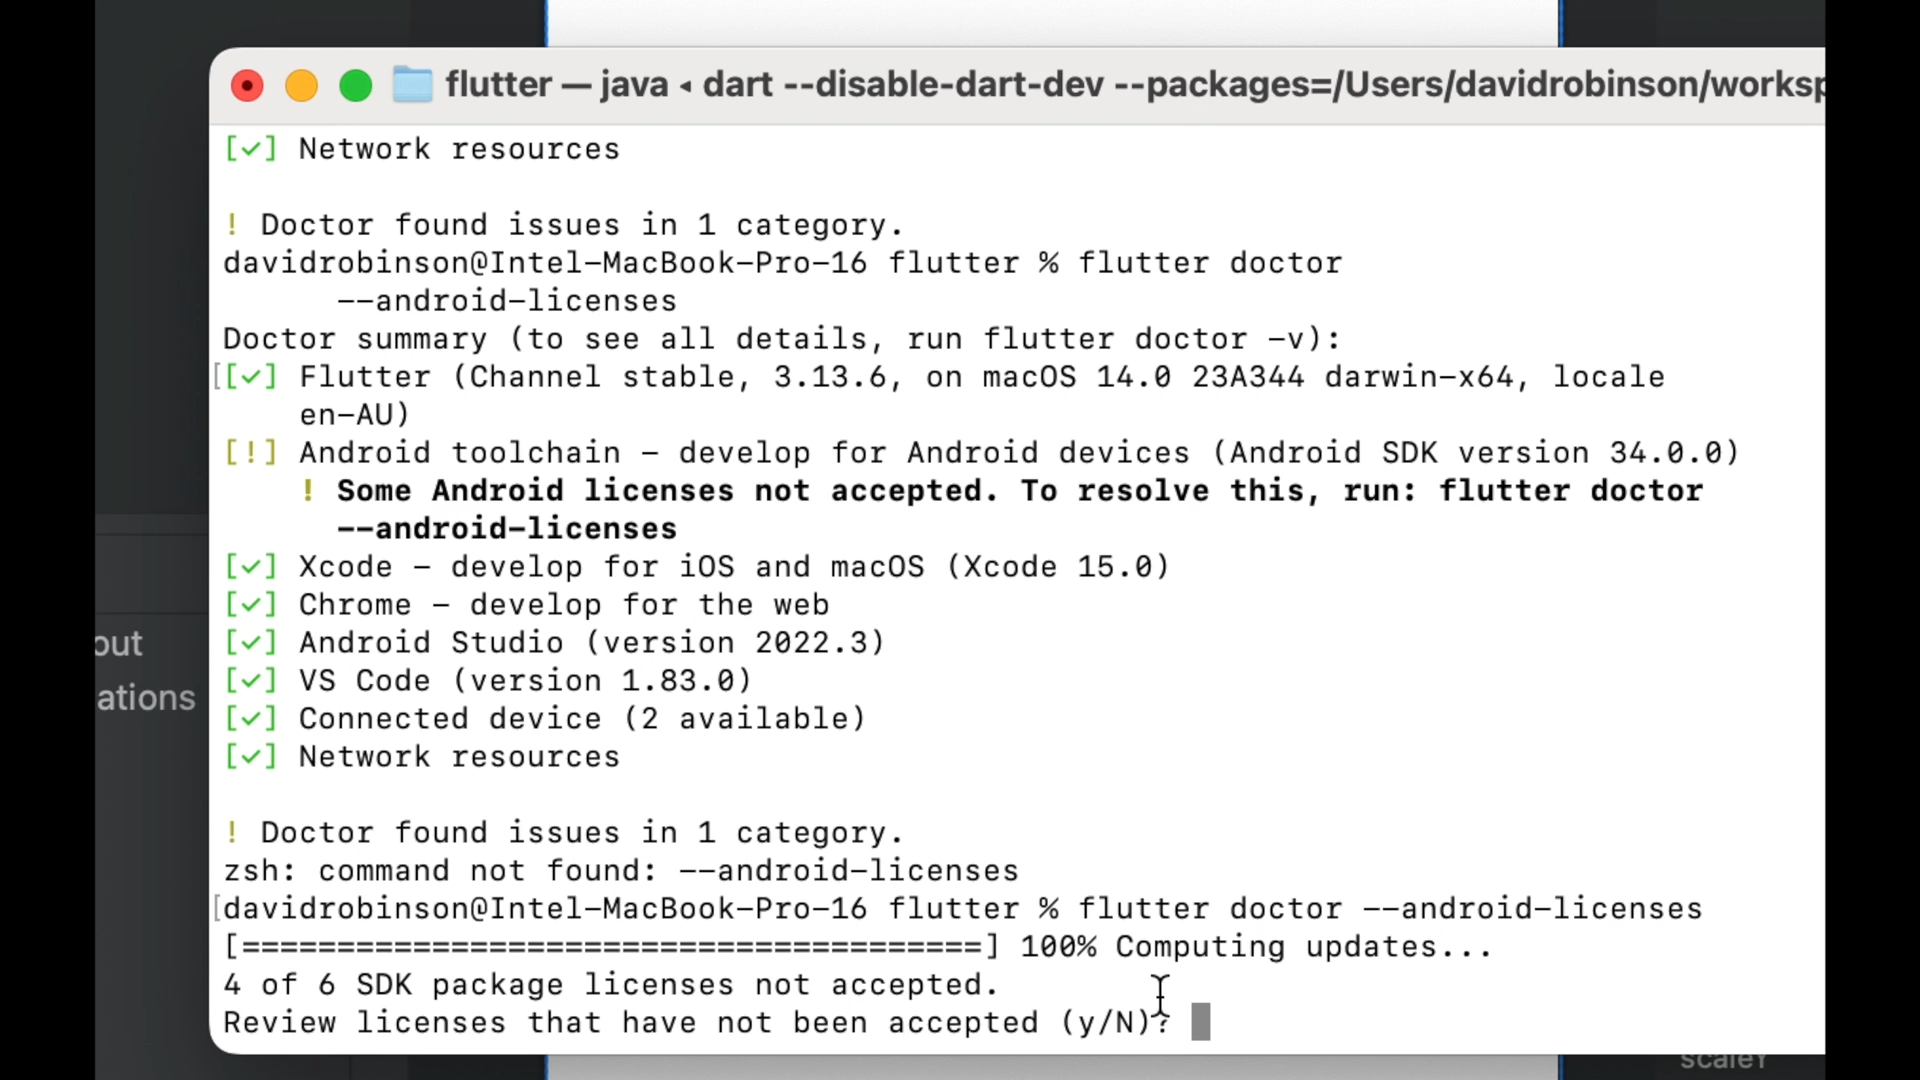 flutter — java ◂ dart --disable-dart-dev --packages=/Users/davidrobinson/worksp
[✓] Network resources
! Doctor found issues in 1 category.
davidrobinson@Intel-MacBook-Pro-16 flutter % flutter doctor
--android-licenses
Doctor summary (to see all details, run flutter doctor -v):
[[✓] Flutter (Channel stable, 3.13.6, on macOS 14.0 23A344 darwin-x64, locale
en-AU)
[!] Android toolchain - develop for Android devices (Android SDK version 34.0.0)
! Some Android licenses not accepted. To resolve this, run: flutter doctor
--android-licenses
[✓] Xcode - develop for iOS and macOS (Xcode 15.0)
[✓] Chrome - develop for the web
[✓] Android Studio (version 2022.3)
[✓] VS Code (version 1.83.0)
[✓] Connected device (2 available)
[✓] Network resources
! Doctor found issues in 1 category.
zsh: command not found: --android-licenses
[davidrobinson@Intel-MacBook-Pro-16 flutter % flutter doctor --android-licenses
[=======================================] 100% Computing updates...
4 of 6 SDK package licenses not accepted.
Review licenses that have not been accepted (y/N)?
out
ations
scaleY